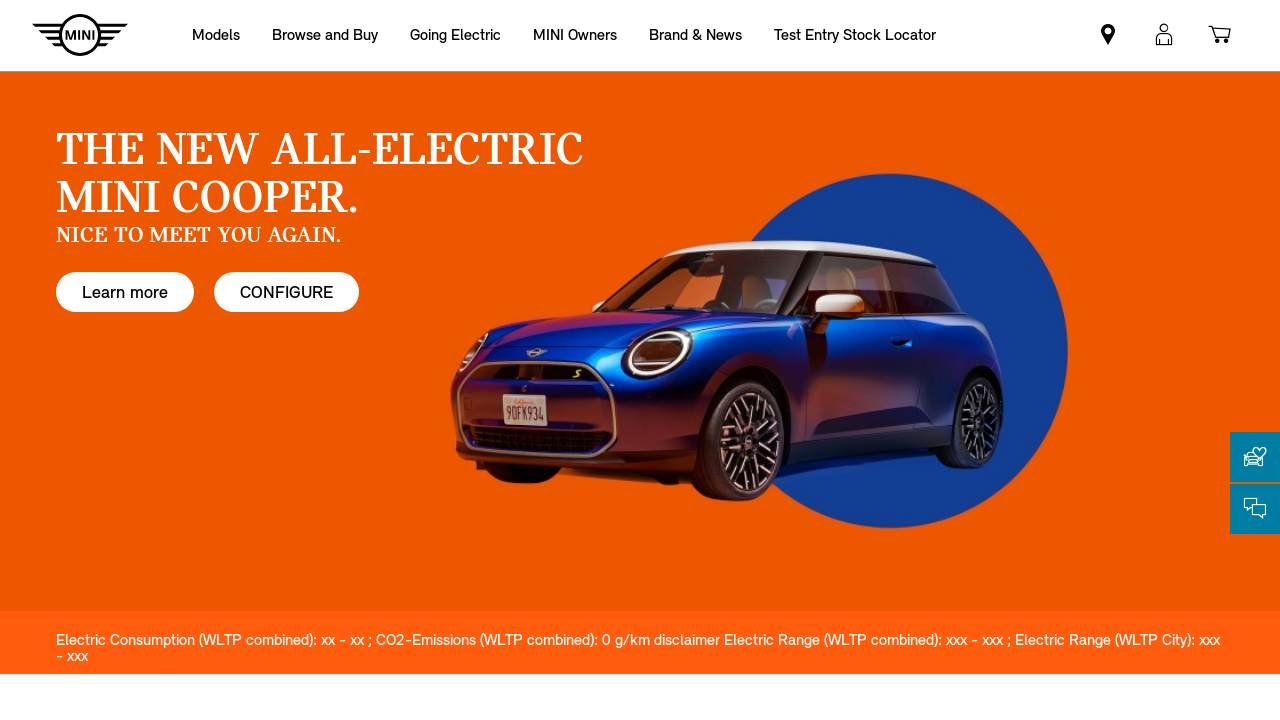 MINI
Models
Browse and Buy
Going Electric
MINI Owners
Brand & News
Test Entry Stock Locator
THE NEW ALL-ELECTRIC
MINI COOPER.
NICE TO MEET YOU AGAIN.
Learn more
CONFIGURE
S
California
90FK934
Electric Consumption (WLTP combined): xx - xx ; CO2-Emissions (WLTP combined): 0 g/km disclaimer Electric Range (WLTP combined): xxx - xxx ; Electric Range (WLTP City): xxx
- xxx